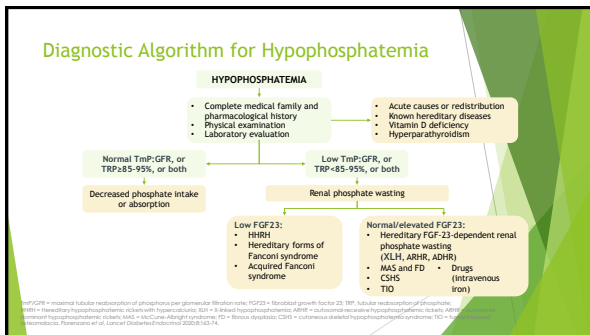 Diagnostic Algorithm for Hypophosphatemia
HYPOPHOSPHATEMIA
• Complete medical family and
pharmacological history
• Physical examination
• Laboratory evaluation
• Acute causes or redistribution
• Known hereditary diseases
• Vitamin D deficiency
• Hyperparathyroidism
Normal TmP:GFR, or
TRP≥85-95%, or both
Low TmP:GFR, or
TRP<85-95%, or both
Decreased phosphate intake
or absorption
Renal phosphate wasting
Low FGF23:
• HHRH
• Hereditary forms of
Fanconi syndrome
• Acquired Fanconi
syndrome
Normal/elevated FGF23:
• Hereditary FGF-23-dependent renal
phosphate wasting
(XLH, ARHR, ADHR)
• MAS and FD
• CSHS
• TIO
• Drugs
(intravenous
iron)
TmP/GFR = maximal tubular reabsorption of phosphorus per glomerular filtration rate; FGF23 = fibroblast growth factor 23; TRP, tubular reabsorption of phosphate;
HHRH = Hereditary hypophosphatemic rickets with hypercalciuria; XLH = X-linked hypophosphatemia; ARHR = autosomal-recessive hypophosphatemic rickets; ADHR =
dominant hypophosphatemic rickets; MAS = McCune-Albright syndrome; FD = fibrous dysplasia; CSHS = cutaneous skeletal hypophosphatemia syndrome; TIO =
osteomalacia. Florenzano et al, Lancet Diabetes Endocrinol 2020;8:163-74.